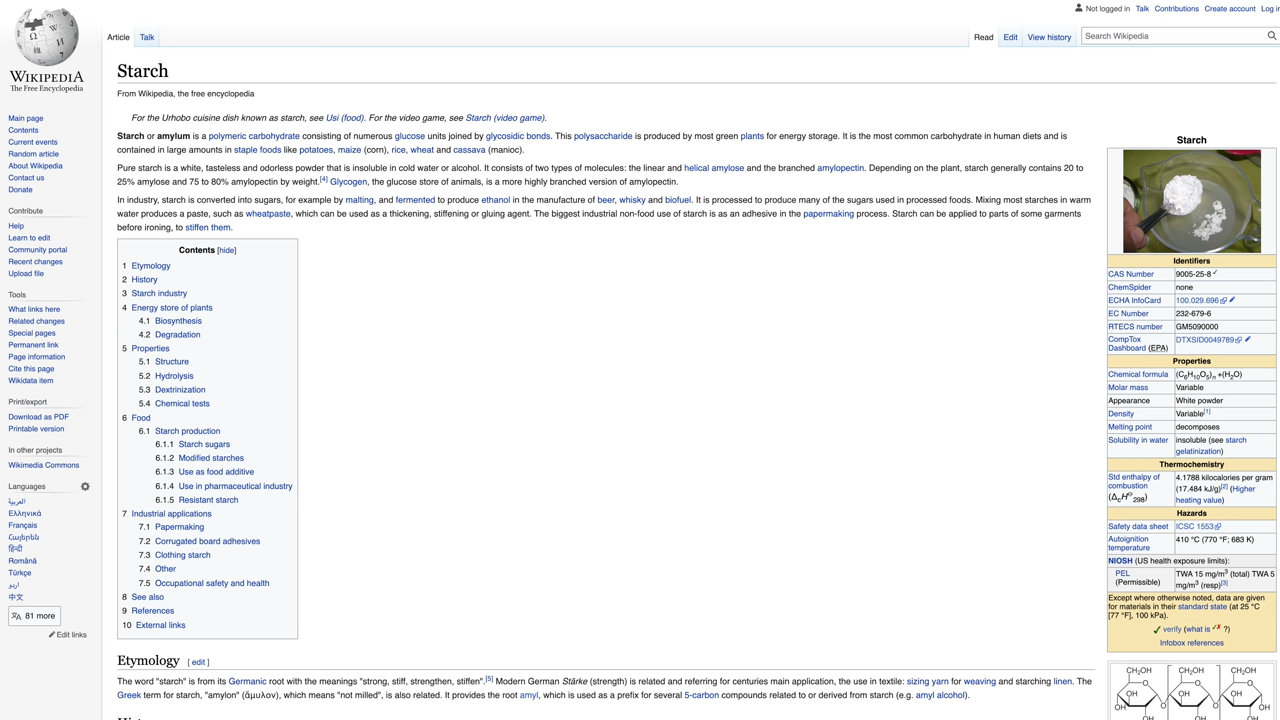 Not logged in Talk Contributions Create account Log in
WIKIPEDIA
The Free Encyclopedia
Article Talk
Read Edit View history
Search Wikipedia
Main page
Contents
Current events
Random article
About Wikipedia
Contact us
Donate
Contribute
Help
Learn to edit
Community portal
Recent changes
Upload file
Tools
What links here
Related changes
Special pages
Permanent link
Page information
Cite this page
Wikidata item
Print/export
Download as PDF
Printable version
In other projects
Wikimedia Commons
Languages
العربية
Ελληνικά
Français
Հայերեն
हिन्दी
Română
Türkçe
اردو
中文
81 more
Edit links
Starch
From Wikipedia, the free encyclopedia
For the Urhobo cuisine dish known as starch, see Usi (food). For the video game, see Starch (video game).
Starch or amylum is a polymeric carbohydrate consisting of numerous glucose units joined by glycosidic bonds. This polysaccharide is produced by most green plants for energy storage. It is the most common carbohydrate in human diets and is
contained in large amounts in staple foods like potatoes, maize (corn), rice, wheat and cassava (manioc).
Pure starch is a white, tasteless and odorless powder that is insoluble in cold water or alcohol. It consists of two types of molecules: the linear and helical amylose and the branched amylopectin. Depending on the plant, starch generally contains 20 to
25% amylose and 75 to 80% amylopectin by weight.[4] Glycogen, the glucose store of animals, is a more highly branched version of amylopectin.
In industry, starch is converted into sugars, for example by malting, and fermented to produce ethanol in the manufacture of beer, whisky and biofuel. It is processed to produce many of the sugars used in processed foods. Mixing most starches in warm
water produces a paste, such as wheatpaste, which can be used as a thickening, stiffening or gluing agent. The biggest industrial non-food use of starch is as an adhesive in the papermaking process. Starch can be applied to parts of some garments
before ironing, to stiffen them.
Contents [hide]
1 Etymology
2 History
3 Starch industry
4 Energy store of plants
4.1 Biosynthesis
4.2 Degradation
5 Properties
5.1 Structure
5.2 Hydrolysis
5.3 Dextrinization
5.4 Chemical tests
6 Food
6.1 Starch production
6.1.1 Starch sugars
6.1.2 Modified starches
6.1.3 Use as food additive
6.1.4 Use in pharmaceutical industry
6.1.5 Resistant starch
7 Industrial applications
7.1 Papermaking
7.2 Corrugated board adhesives
7.3 Clothing starch
7.4 Other
7.5 Occupational safety and health
8 See also
9 References
10 External links
Etymology [ edit ]
The word "starch" is from its Germanic root with the meanings "strong, stiff, strengthen, stiffen".[5] Modern German Stärke (strength) is related and referring for centuries main application, the use in textile: sizing yarn for weaving and starching linen. The
Greek term for starch, "amylon" (ἄμυλον), which means "not milled", is also related. It provides the root amyl, which is used as a prefix for several 5-carbon compounds related to or derived from starch (e.g. amyl alcohol).
Starch
Identifiers
CAS Number 9005-25-8 ✓
ChemSpider none
ECHA InfoCard 100.029.696
EC Number 232-679-6
RTECS number GM5090000
CompTox DTXSID0049789
Dashboard (EPA)
Properties
Chemical formula (C6H10O5)n +(H2O)
Molar mass Variable
Appearance White powder
Density Variable[1]
Melting point decomposes
Solubility in water insoluble (see starch
gelatinization)
Thermochemistry
Std enthalpy of 4.1788 kilocalories per gram
combustion (17.484 kJ/g)[2] (Higher
(ΔcH⦵298) heating value)
Hazards
Safety data sheet ICSC 1553
Autoignition 410 °C (770 °F; 683 K)
temperature
NIOSH (US health exposure limits):
PEL TWA 15 mg/m3 (total) TWA 5
(Permissible) mg/m3 (resp)[3]
Except where otherwise noted, data are given
for materials in their standard state (at 25 °C
[77 °F], 100 kPa).
✓ verify (what is ✓✗ ?)
Infobox references
CH2OH CH2OH CH2OH
O O O
OH OH OH
OH O O OH